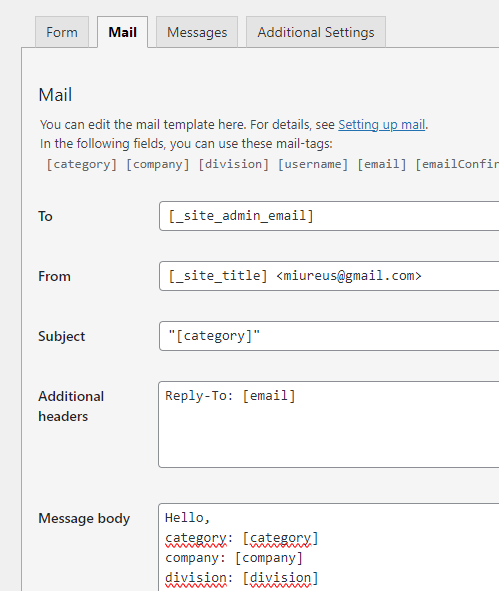 Form Mail Messages Additional Settings
Mail
You can edit the mail template here. For details, see Setting up mail.
In the following fields, you can use these mail-tags:
[category] [company] [division] [username] [email] [emailConfir
To [_site_admin_email]
From [_site_title] <miureus@gmail.com>
Subject "[category]"
Additional headers Reply-To: [email]
Message body Hello,
category: [category]
company: [company]
division: [division]